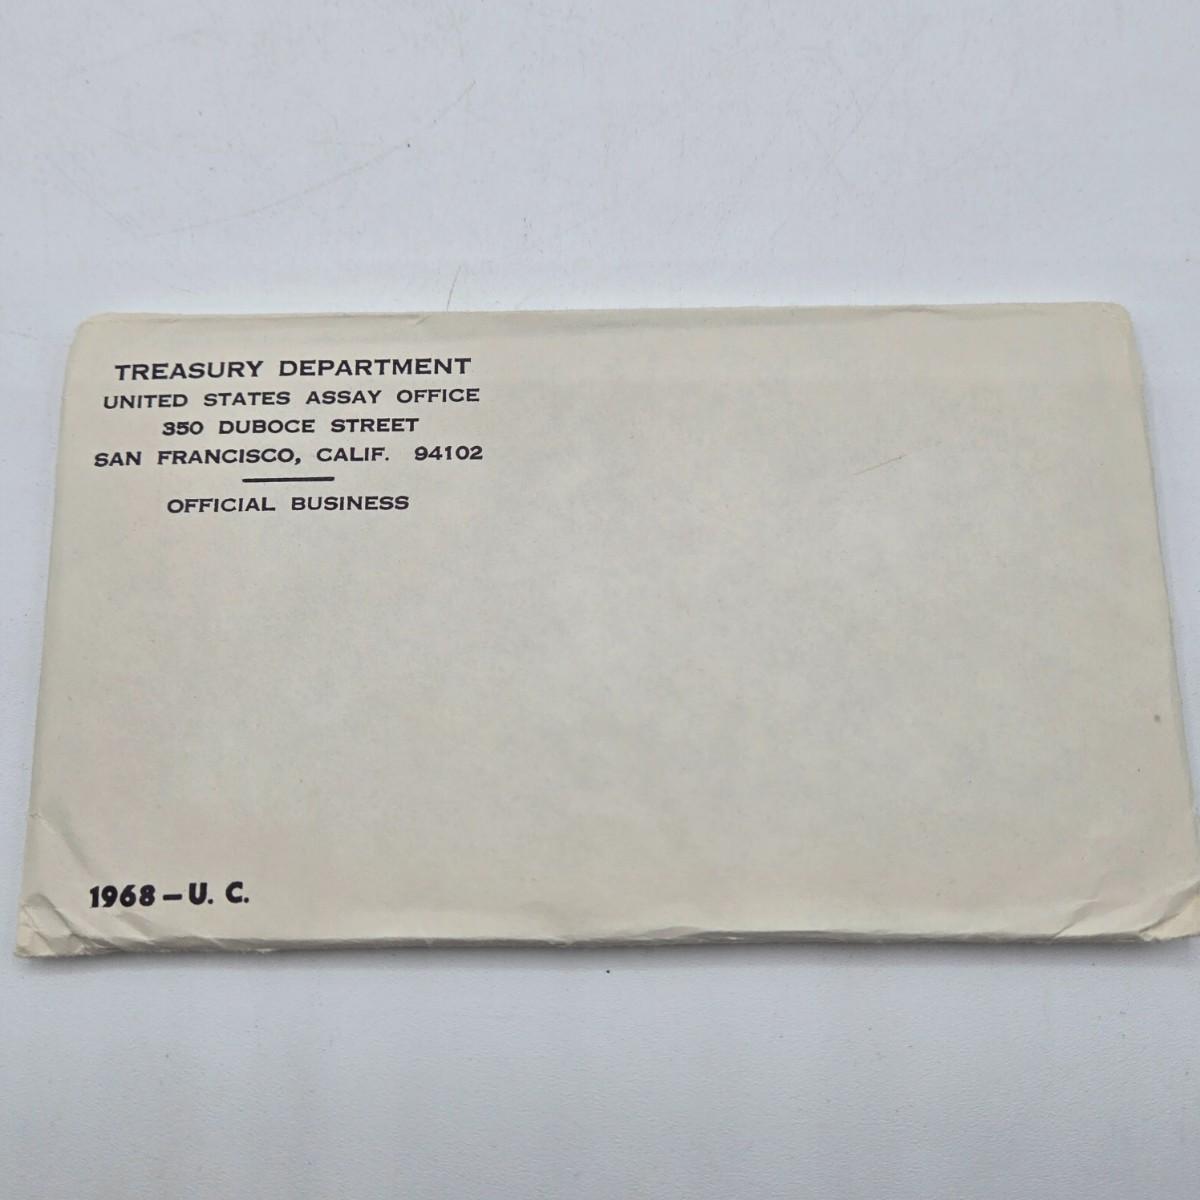 TREASURY DEPARTMENT
UNITED STATES ASSAY OFFICE
350 DUBOCE STREET
SAN FRANCISCO, CALIF. 94102
OFFICIAL BUSINESS
1968 – U. C.